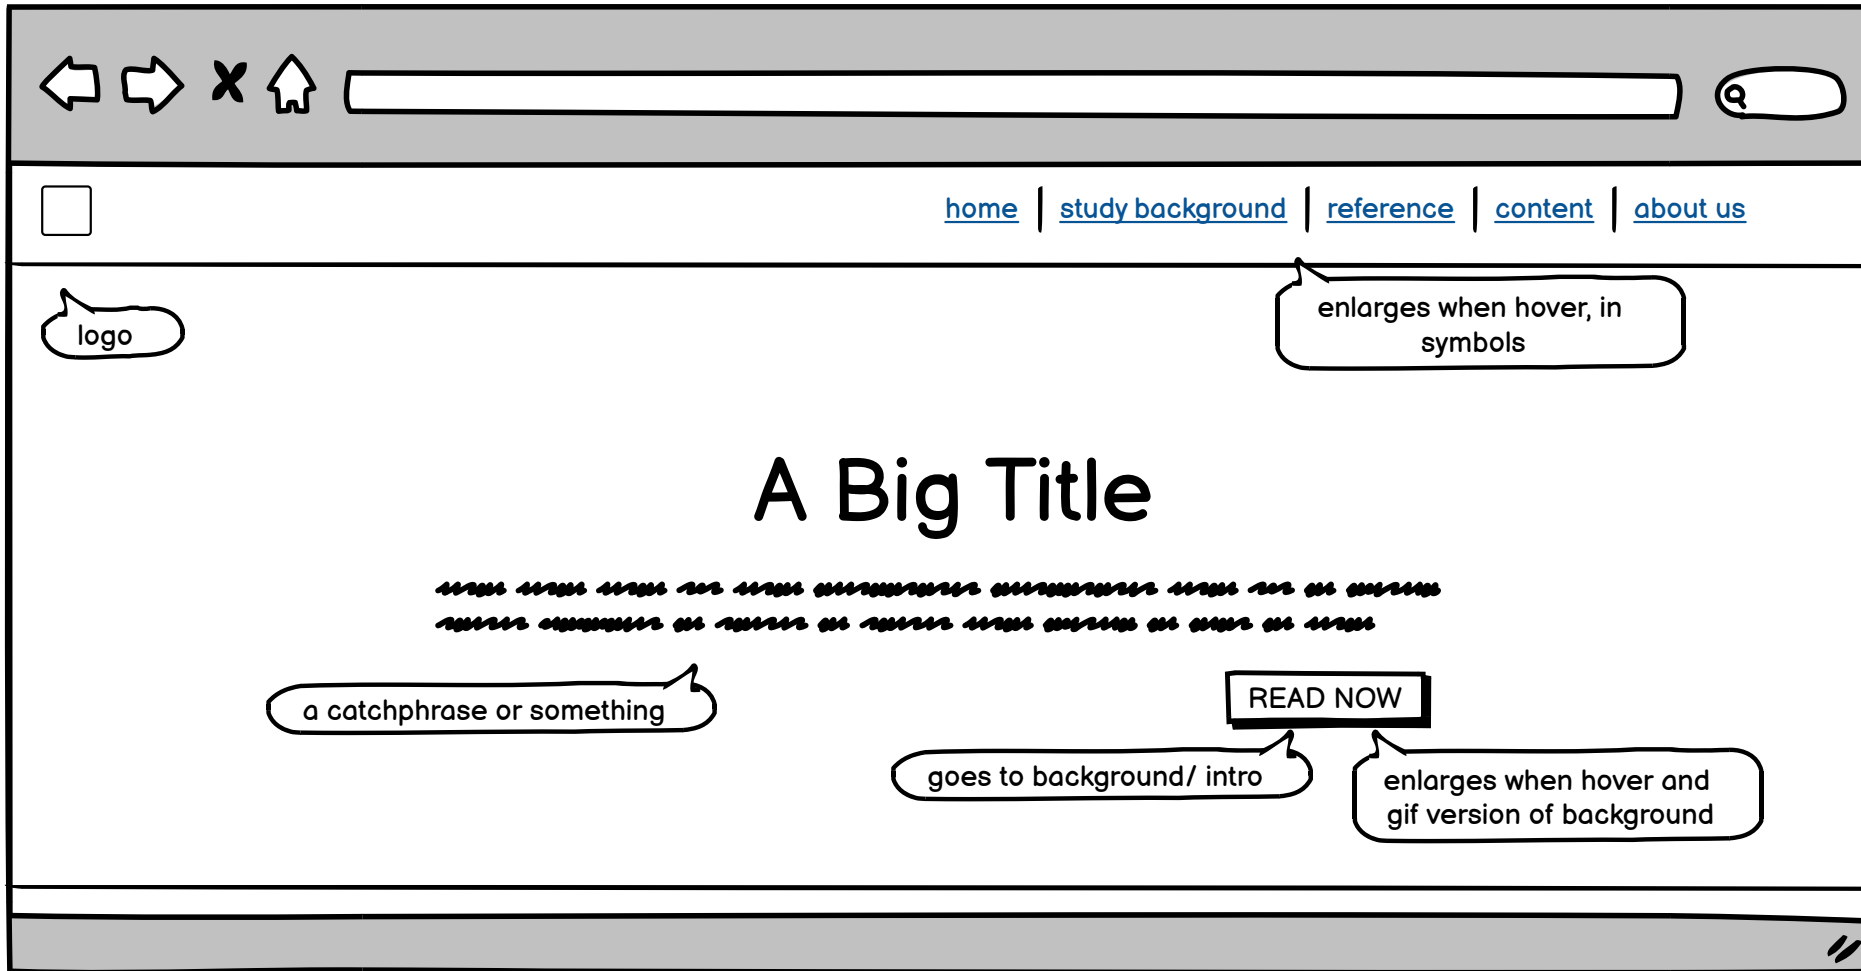 home | study background | reference | content | about us
logo
enlarges when hover, in
symbols
A Big Title
a catchphrase or something
READ NOW
goes to background/ intro
enlarges when hover and
gif version of background